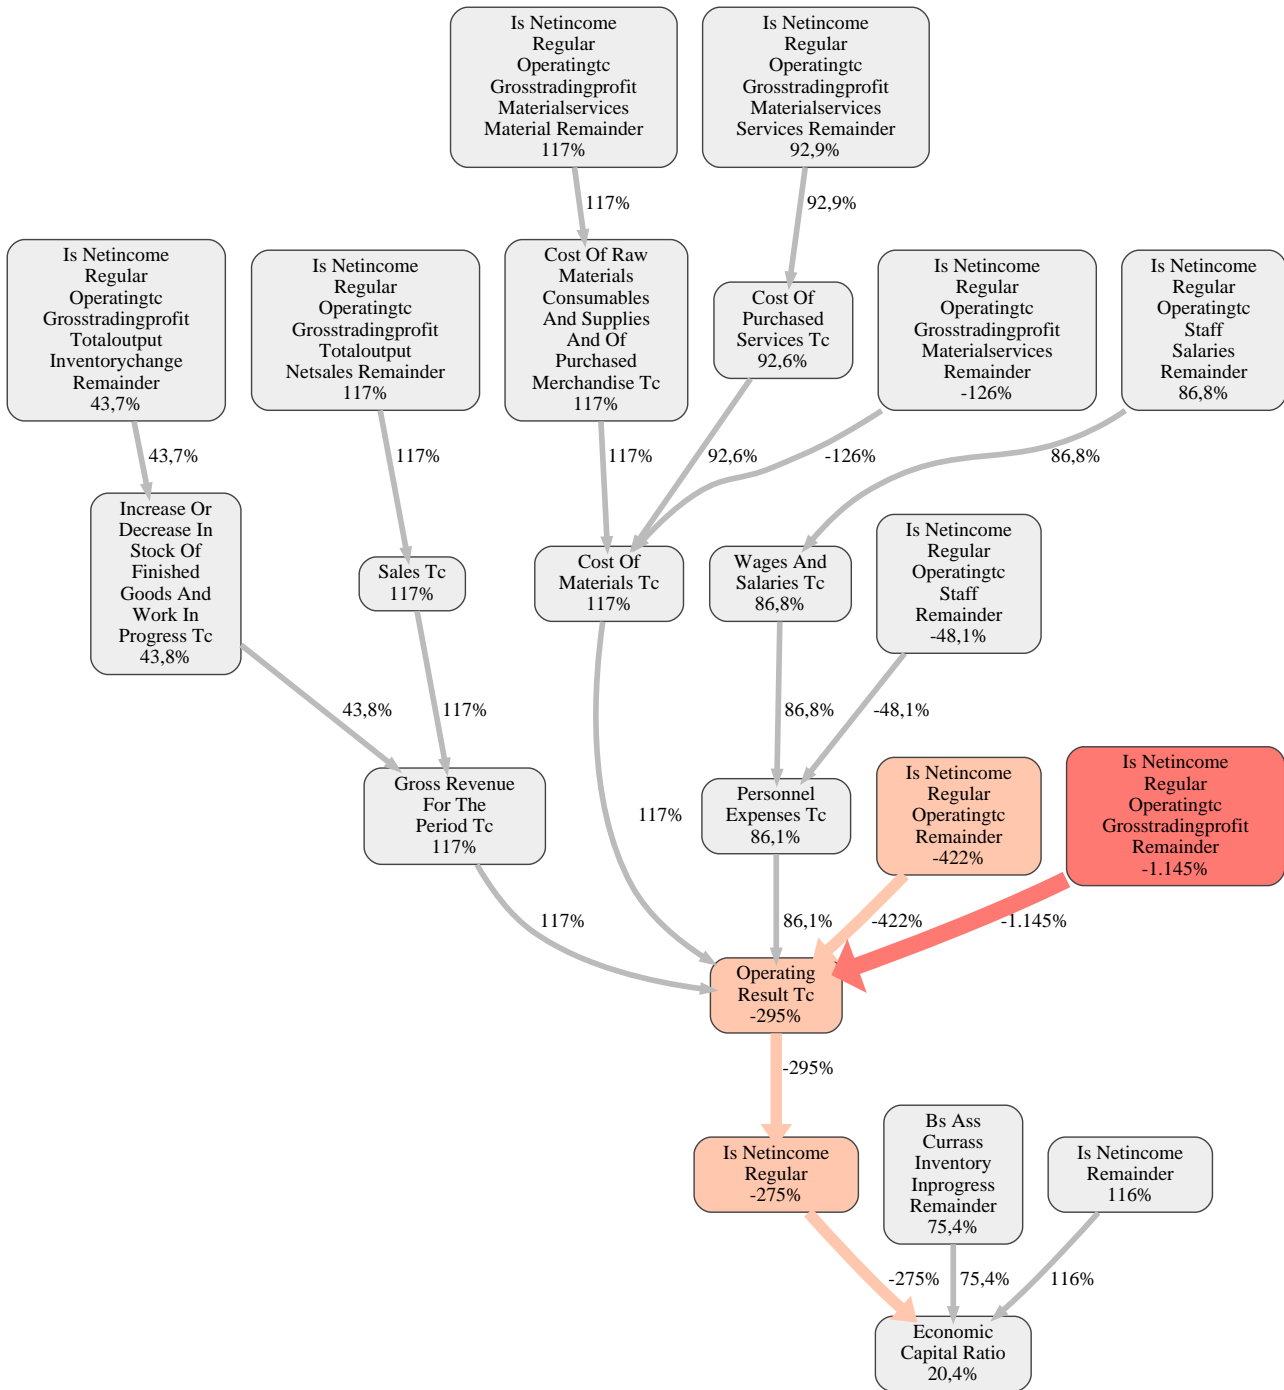 Is Netincome
Regular
Operatingtc
Grosstradingprofit
Materialservices
Material Remainder
117%
Is Netincome
Regular
Operatingtc
Grosstradingprofit
Materialservices
Services Remainder
92,9%
117%
92,9%
Is Netincome
Regular
Operatingtc
Grosstradingprofit
Totaloutput
Inventorychange
Remainder
43,7%
Is Netincome
Regular
Operatingtc
Grosstradingprofit
Totaloutput
Netsales Remainder
117%
Cost Of Raw
Materials
Consumables
And Supplies
And Of
Purchased
Merchandise Tc
117%
Cost Of
Purchased
Services Tc
92,6%
Is Netincome
Regular
Operatingtc
Grosstradingprofit
Materialservices
Remainder
-126%
Is Netincome
Regular
Operatingtc
Staff
Salaries
Remainder
86,8%
43,7%
117%
117%
92,6%
-126%
86,8%
Increase Or
Decrease In
Stock Of
Finished
Goods And
Work In
Progress Tc
43,8%
Sales Tc
117%
Cost Of
Materials Tc
117%
Wages And
Salaries Tc
86,8%
Is Netincome
Regular
Operatingtc
Staff
Remainder
-48,1%
43,8%
117%
86,8%
-48,1%
Gross Revenue
For The
Period Tc
117%
117%
Personnel
Expenses Tc
86,1%
Is Netincome
Regular
Operatingtc
Remainder
-422%
Is Netincome
Regular
Operatingtc
Grosstradingprofit
Remainder
-1.145%
117%
86,1%
-422%
-1.145%
Operating
Result Tc
-295%
-295%
Is Netincome
Regular
-275%
Bs Ass
Currass
Inventory
Inprogress
Remainder
75,4%
Is Netincome
Remainder
116%
-275%
75,4%
116%
Economic
Capital Ratio
20,4%